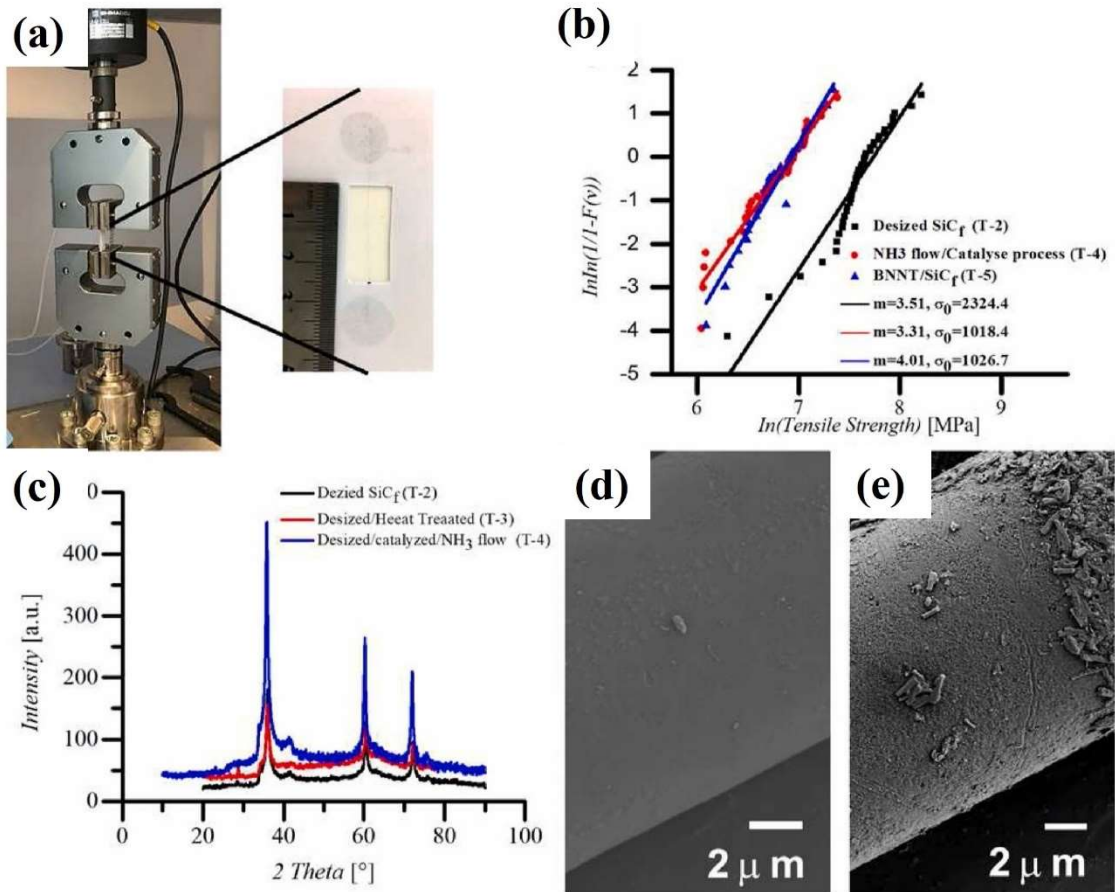 (a)
(b)
2
1
0
-1
-2
-3
-4
-5
6
7
8
9
lnln(1/1-F(v)
ln(Tensile Strength) [MPa]
Desized SiCf (T-2)
NH3 flow/Catalyse process (T-4)
BNNT/SiCf (T-5)
m=3.51, σ0=2324.4
m=3.31, σ0=1018.4
m=4.01, σ0=1026.7
(c)
0
400
300
200
100
0
0
20
40
60
80
100
Intensity [a.u.]
2 Theta [°]
Dezied SiCf (T-2)
Desized/Heeat Treaated (T-3)
Desized/catalyzed/NH3 flow (T-4)
(d)
2 μ m
(e)
2 μ m